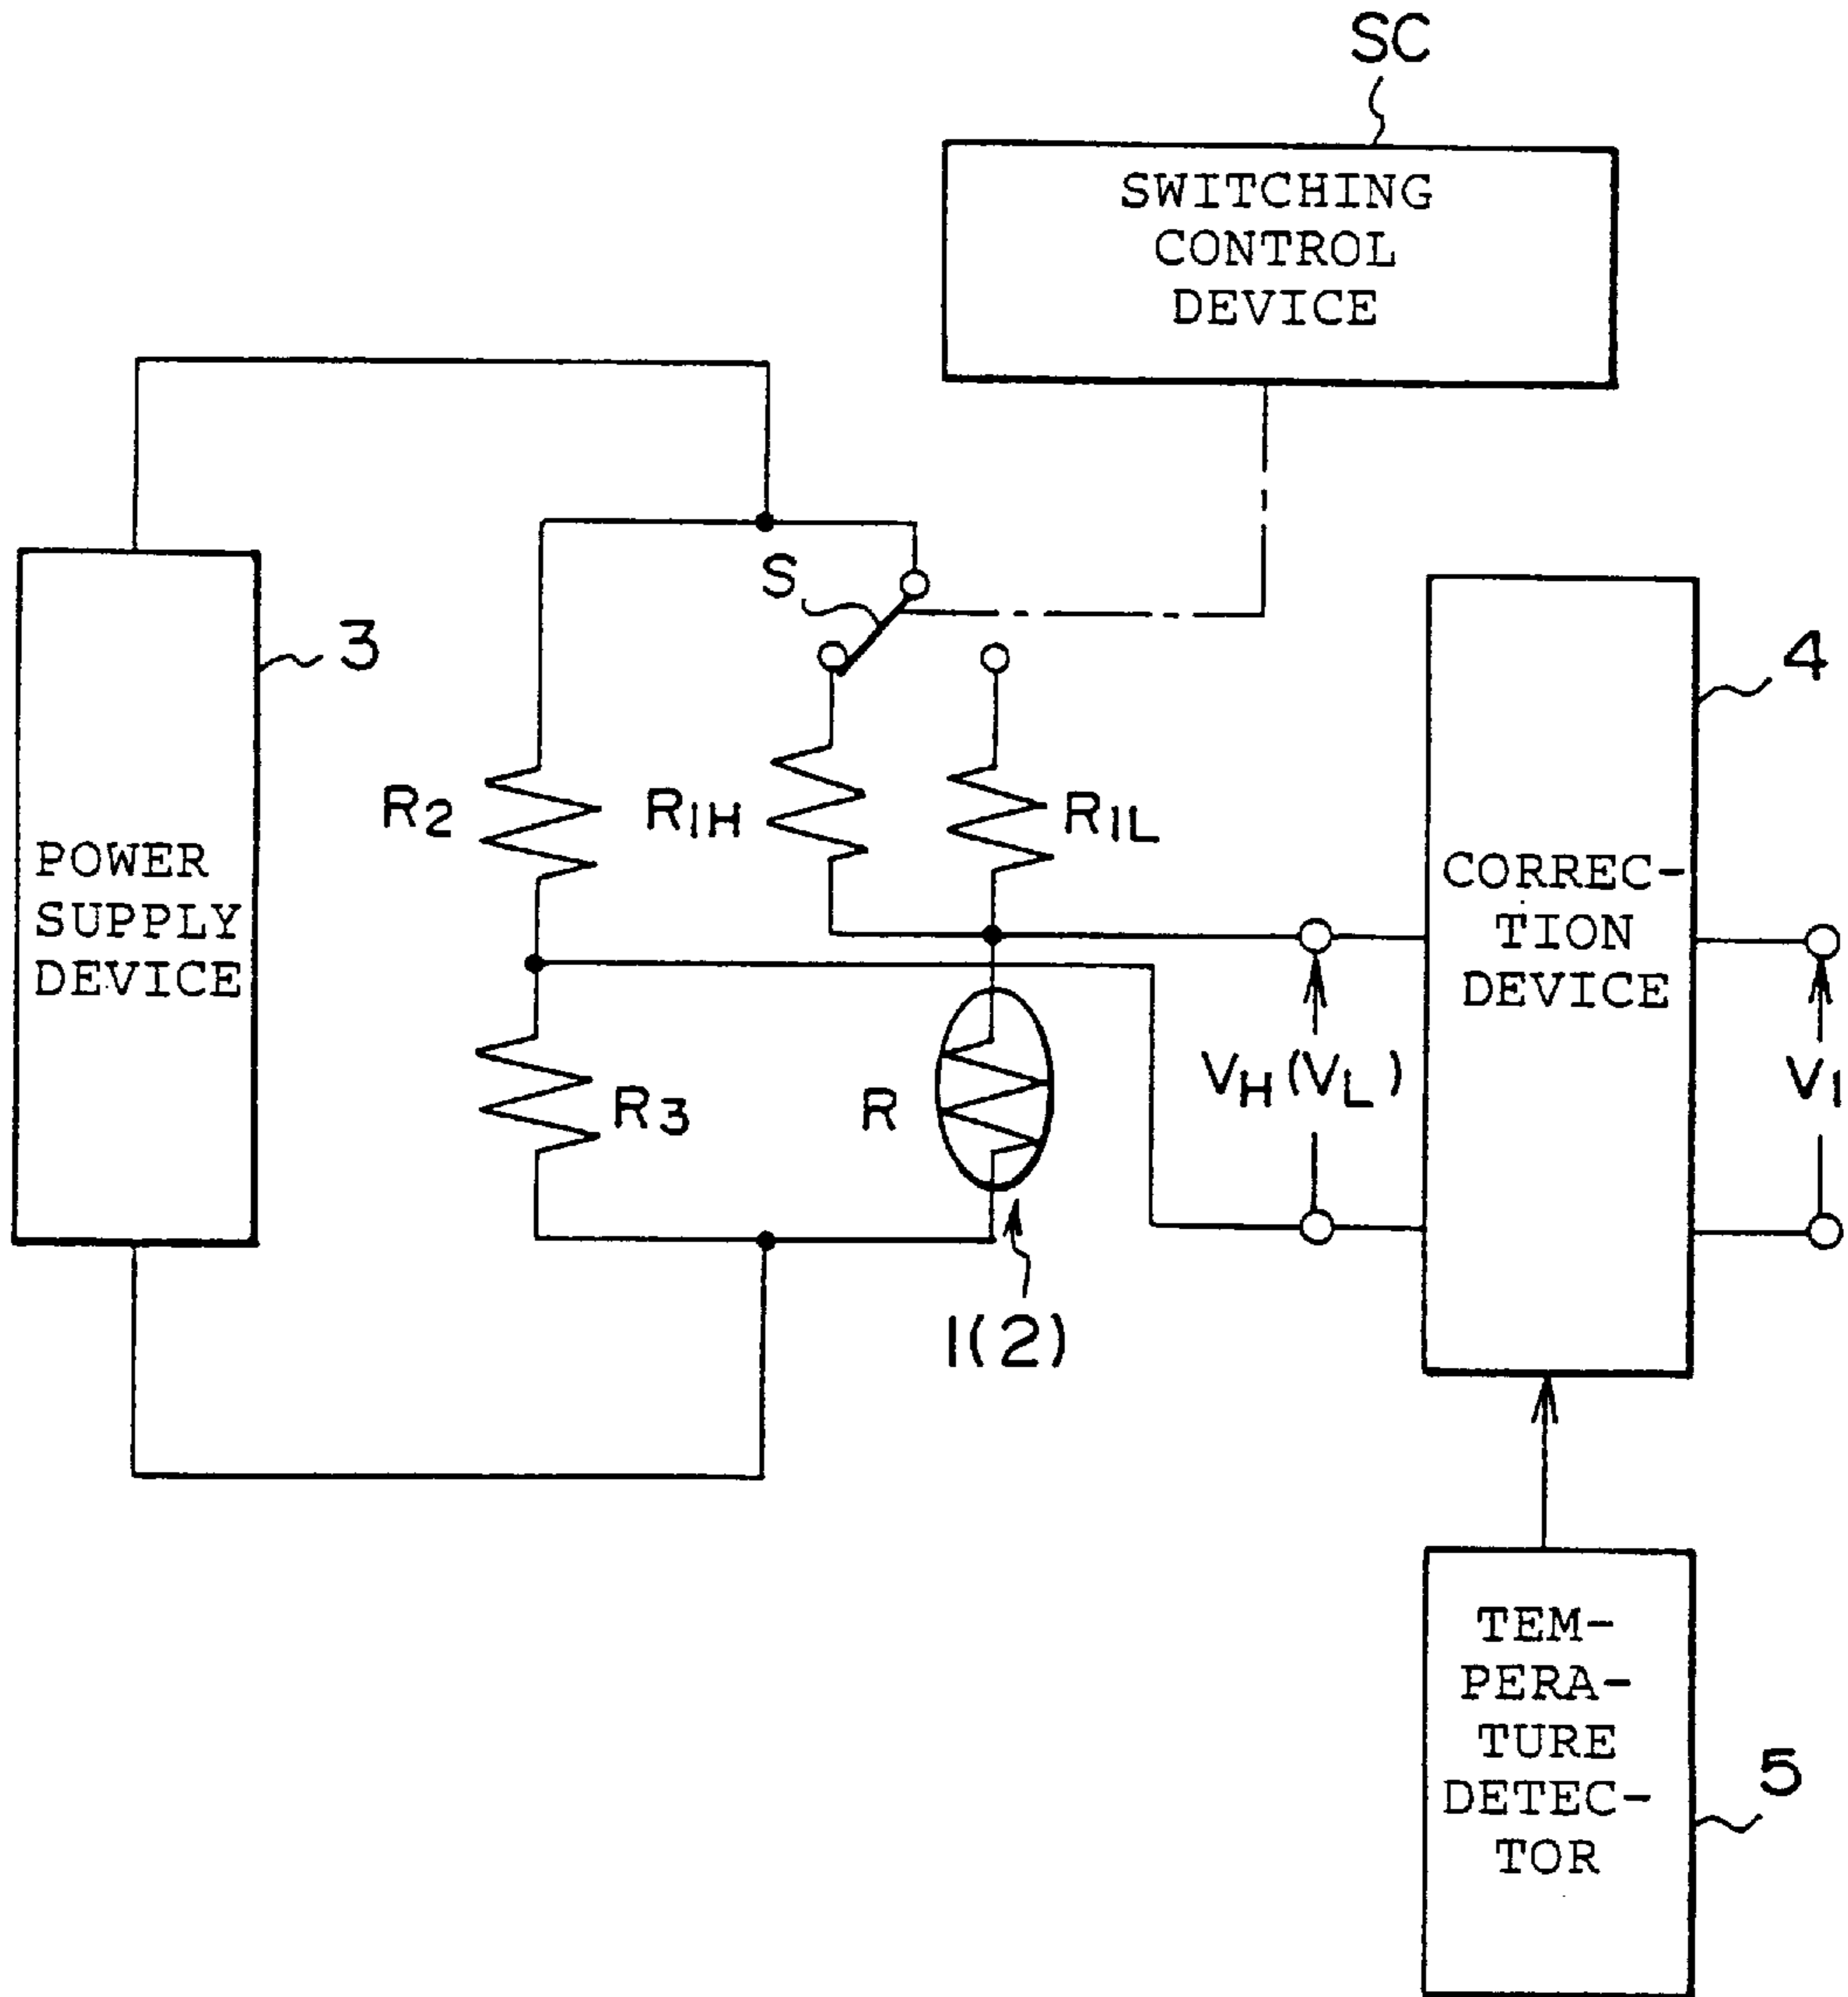 SC
SWITCHING
CONTROL
DEVICE
S
3
4
R2
R1H
R1L
POWER
SUPPLY
DEVICE
CORREC-
TION
DEVICE
R3
R
VH(VL)
V1
1(2)
TEM-
PERA-
TURE
DETEC-
TOR
5